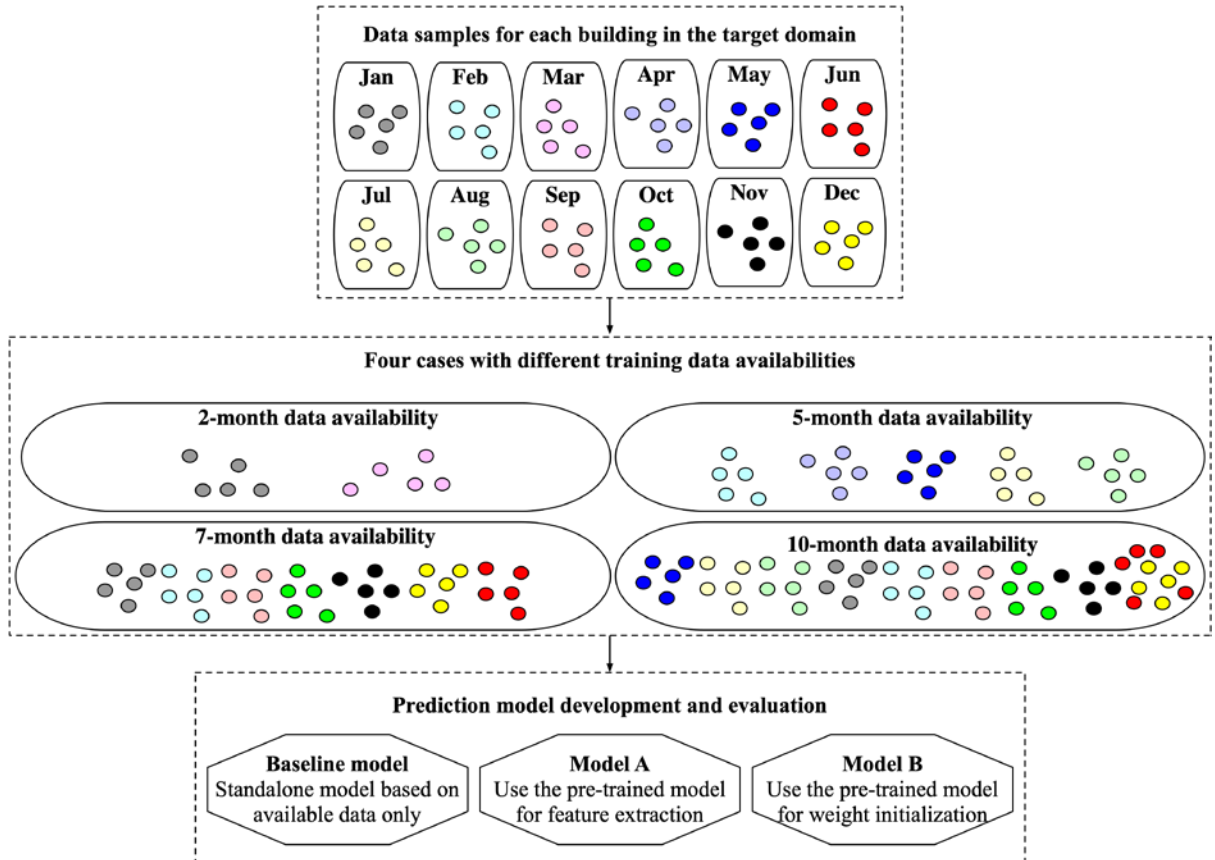 Data samples for each building in the target domain
Jan Feb Mar Apr May Jun
Jul Aug Sep Oct Nov Dec
Four cases with different training data availabilities
2-month data availability
5-month data availability
7-month data availability
10-month data availability
Prediction model development and evaluation
Baseline model
Standalone model based on
available data only
Model A
Use the pre-trained model
for feature extraction
Model B
Use the pre-trained model
for weight initialization